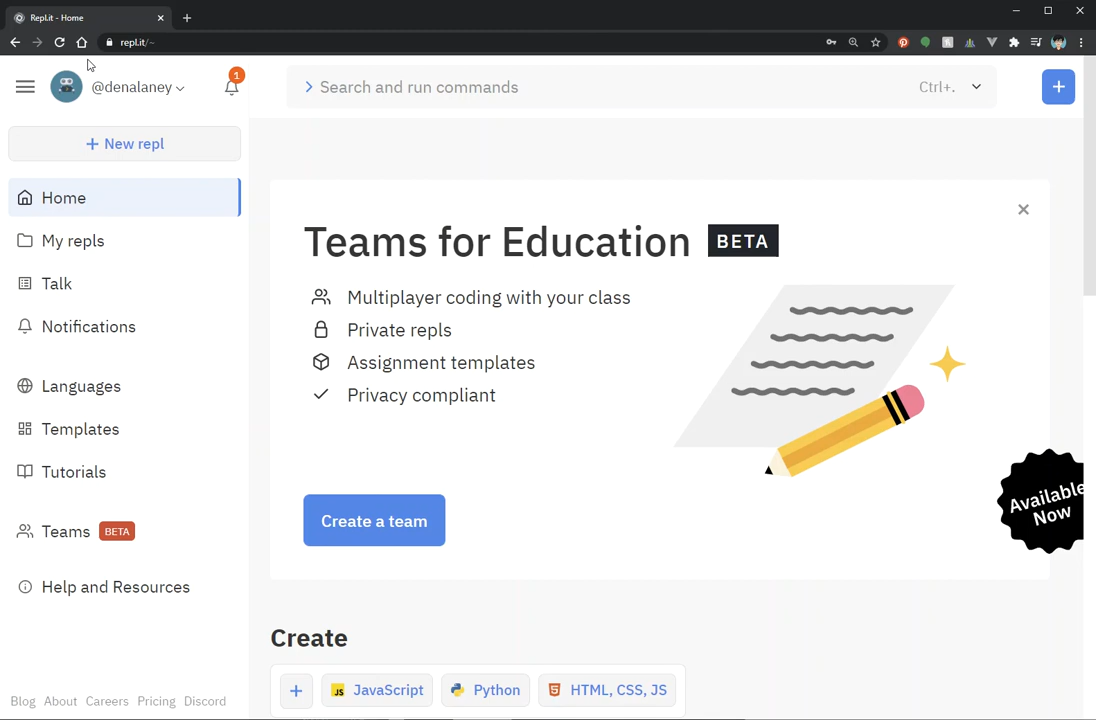 Repl.it - Home
repl.it/~
@denalaney
1
Search and run commands
Ctrl+.
+ New repl
Home
My repls
Talk
Notifications
Languages
Templates
Tutorials
Teams BETA
Help and Resources
Blog About Careers Pricing Discord
Teams for Education BETA
Multiplayer coding with your class
Private repls
Assignment templates
Privacy compliant
Create a team
Available
Now
Create
+ JS JavaScript Python HTML, CSS, JS